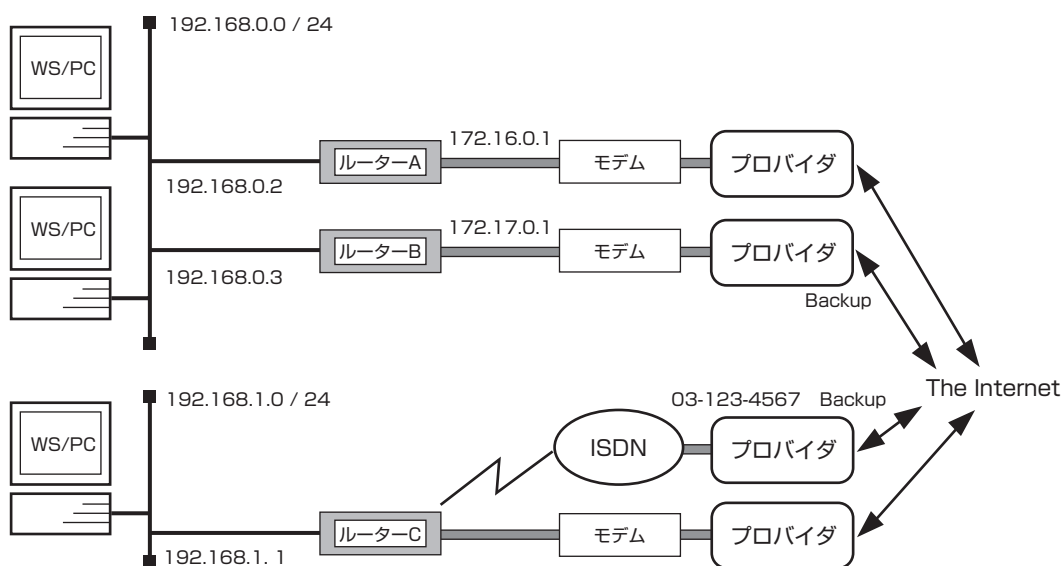 192.168.0.0 / 24
WS/PC
172.16.0.1
ルーターA
モデム
プロバイダ
192.168.0.2
WS/PC
172.17.0.1
ルーターB
モデム
プロバイダ
192.168.0.3
Backup
The Internet
192.168.1.0 / 24
03-123-4567 Backup
WS/PC
ISDN
プロバイダ
ルーターC
モデム
プロバイダ
192.168.1. 1